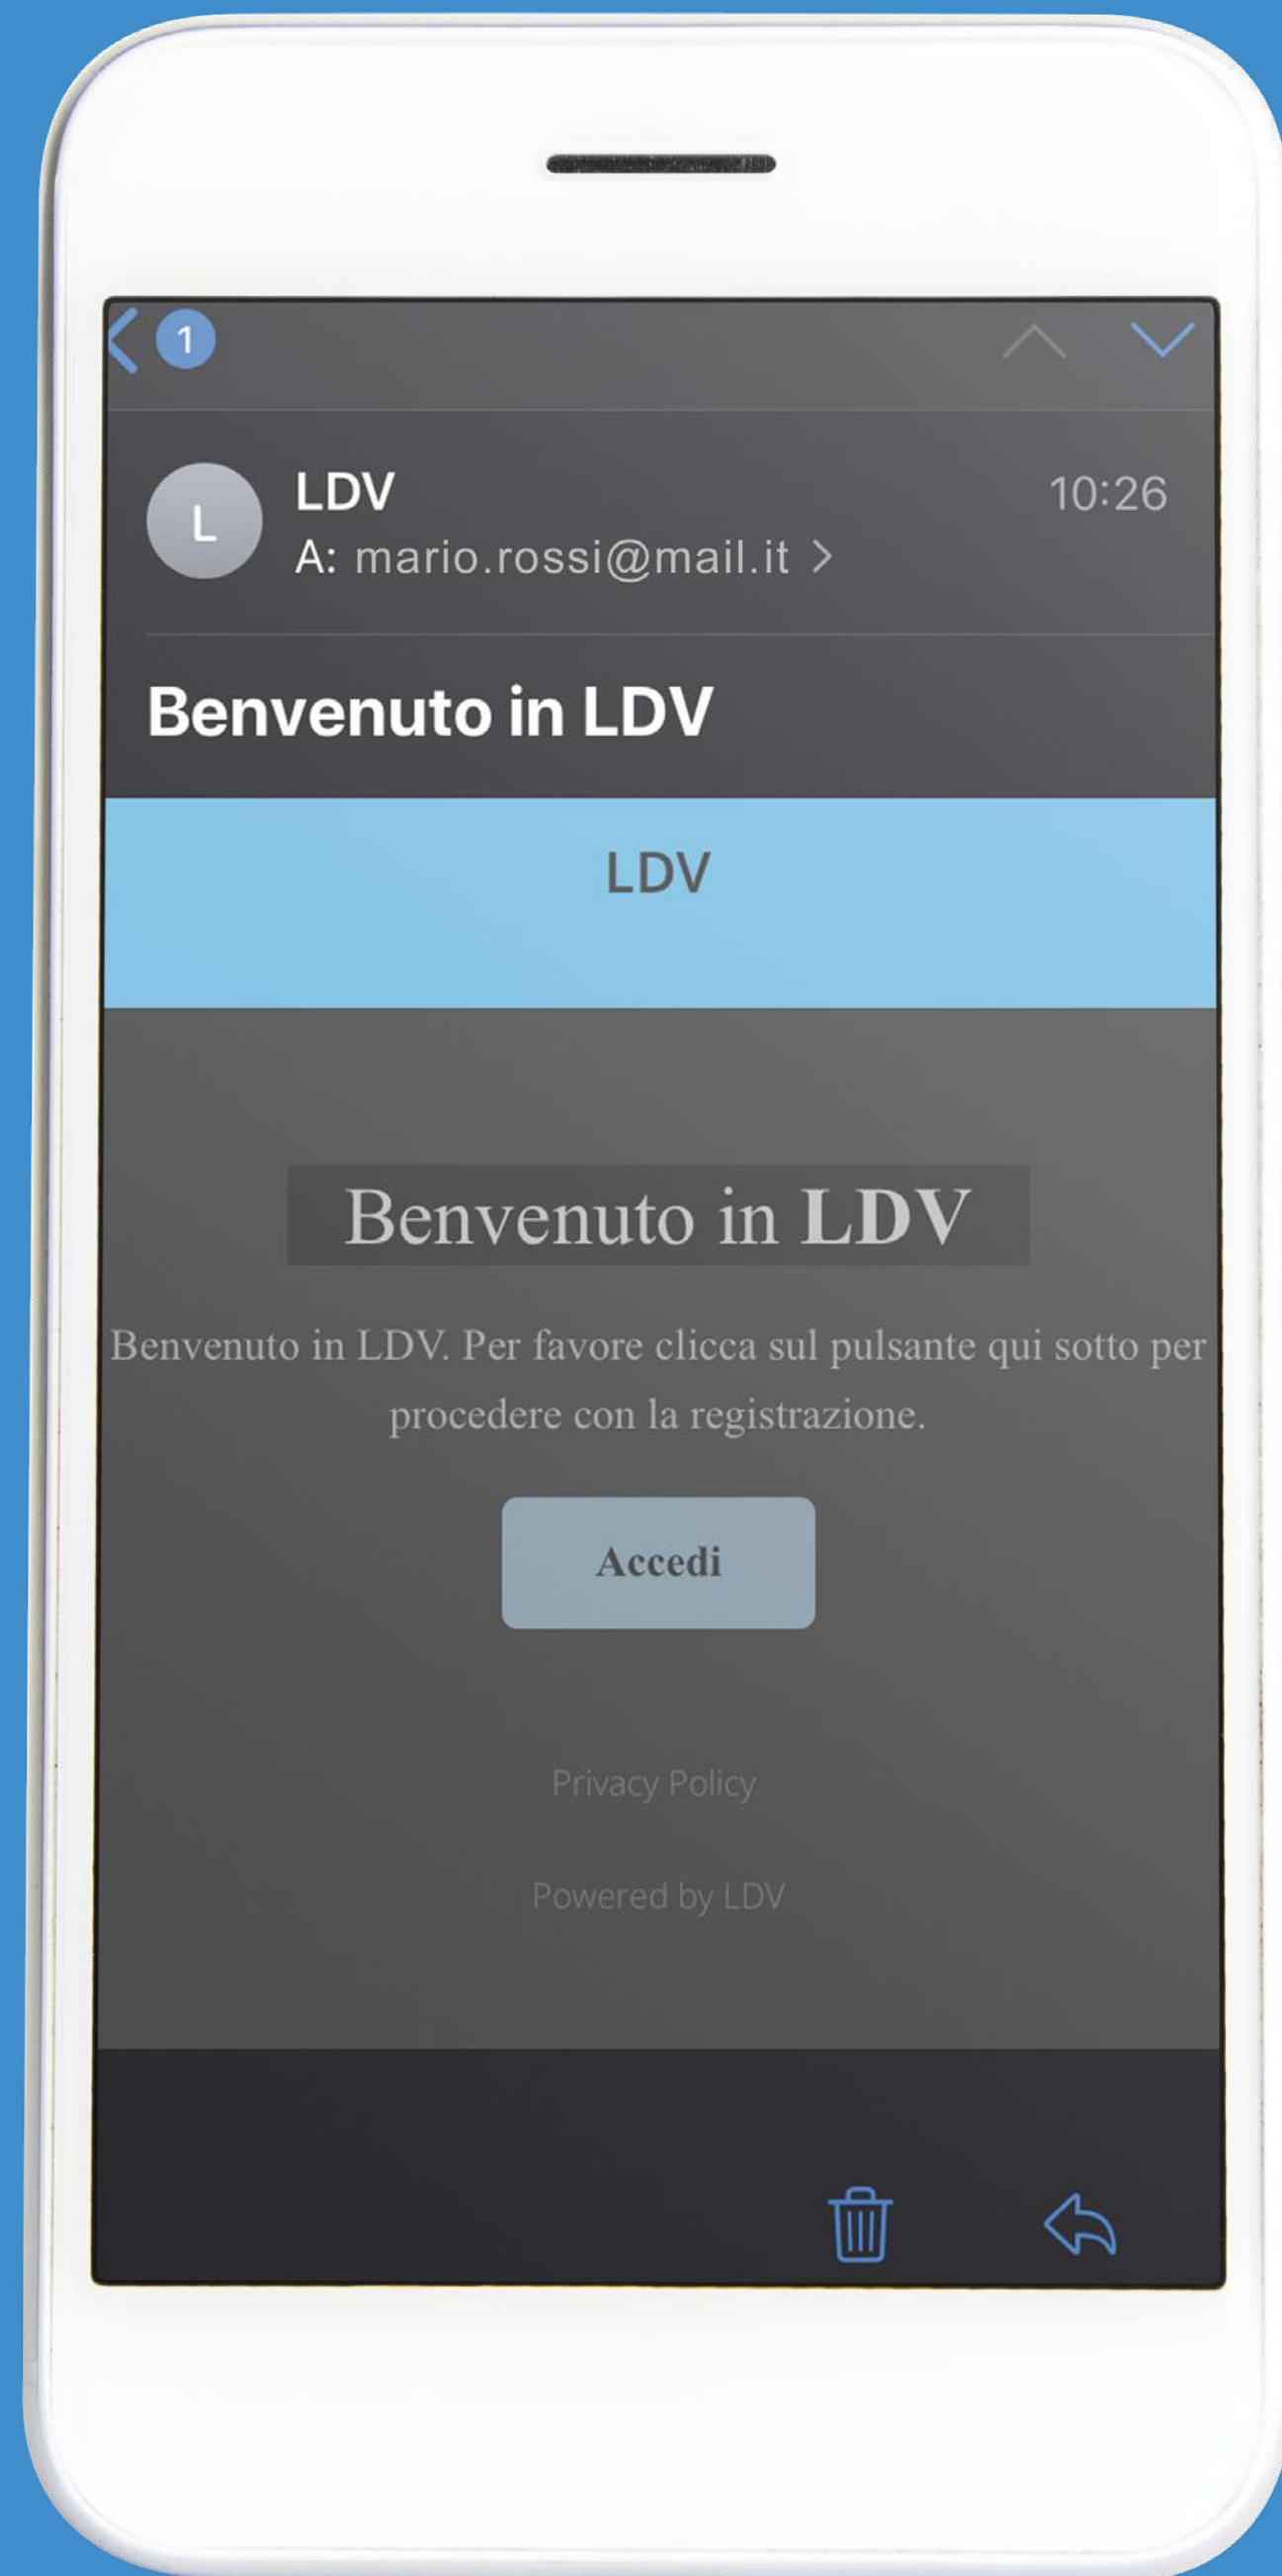 1
L
LDV
10:26
A: mario.rossi@mail.it >
Benvenuto in LDV
LDV
Benvenuto in LDV
Benvenuto in LDV. Per favore clicca sul pulsante qui sotto per
procedere con la registrazione.
Accedi
Privacy Policy
Powered by LDV